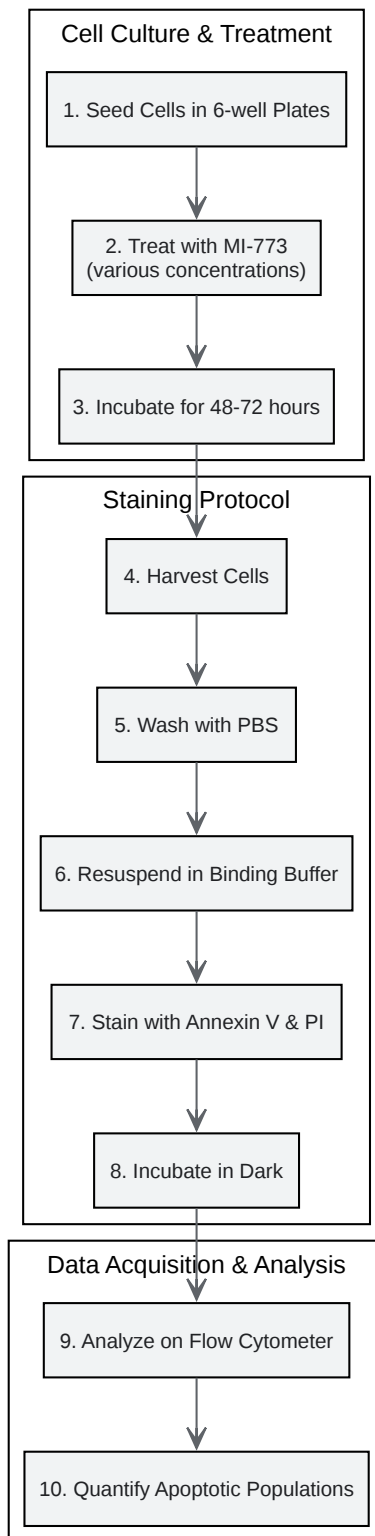 Cell Culture & Treatment
1. Seed Cells in 6-well Plates
2. Treat with MI-773
(various concentrations)
3. Incubate for 48-72 hours
Staining Protocol
4. Harvest Cells
5. Wash with PBS
6. Resuspend in Binding Buffer
7. Stain with Annexin V & PI
8. Incubate in Dark
Data Acquisition & Analysis
9. Analyze on Flow Cytometer
10. Quantify Apoptotic Populations